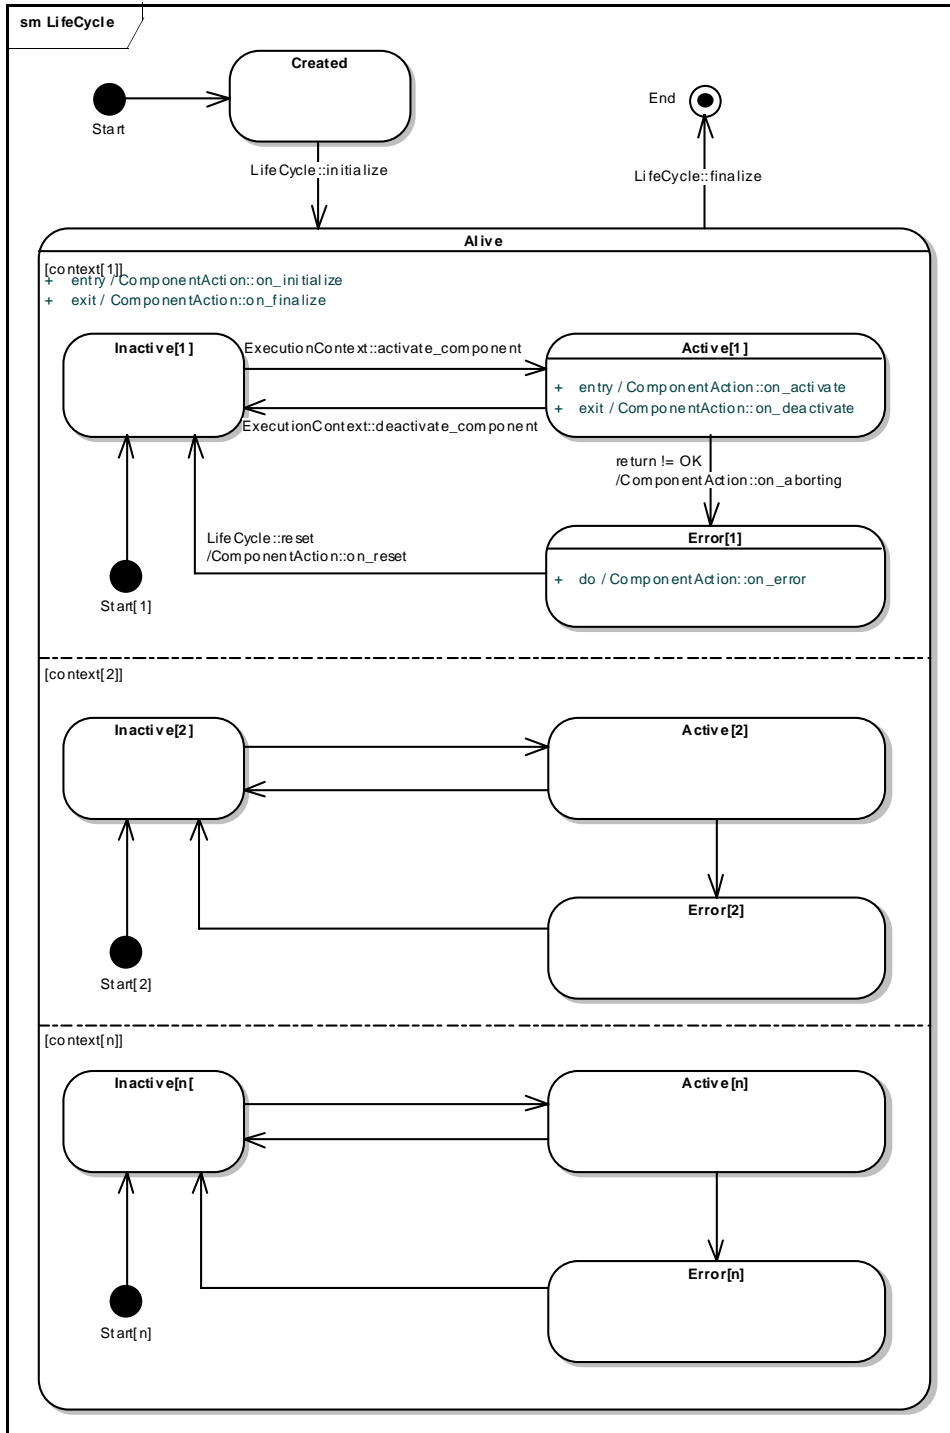 sm LifeCycle
Created
Start
End
LifeCycle::initialize
LifeCycle::finalize
Alive
[context[1]]
+ entry / ComponentAction::on_initialize
+ exit / ComponentAction::on_finalize
Inactive[1]
ExecutionContext::activate_component
Active[1]
+ entry / ComponentAction::on_activate
+ exit / ComponentAction::on_deactivate
ExecutionContext::deactivate_component
return != OK
/ComponentAction::on_aborting
LifeCycle::reset
/ComponentAction::on_reset
Error[1]
+ do / ComponentAction::on_error
Start[1]
[context[2]]
Inactive[2]
Active[2]
Error[2]
Start[2]
[context[n]]
Inactive[n[
Active[n]
Error[n]
Start[n]